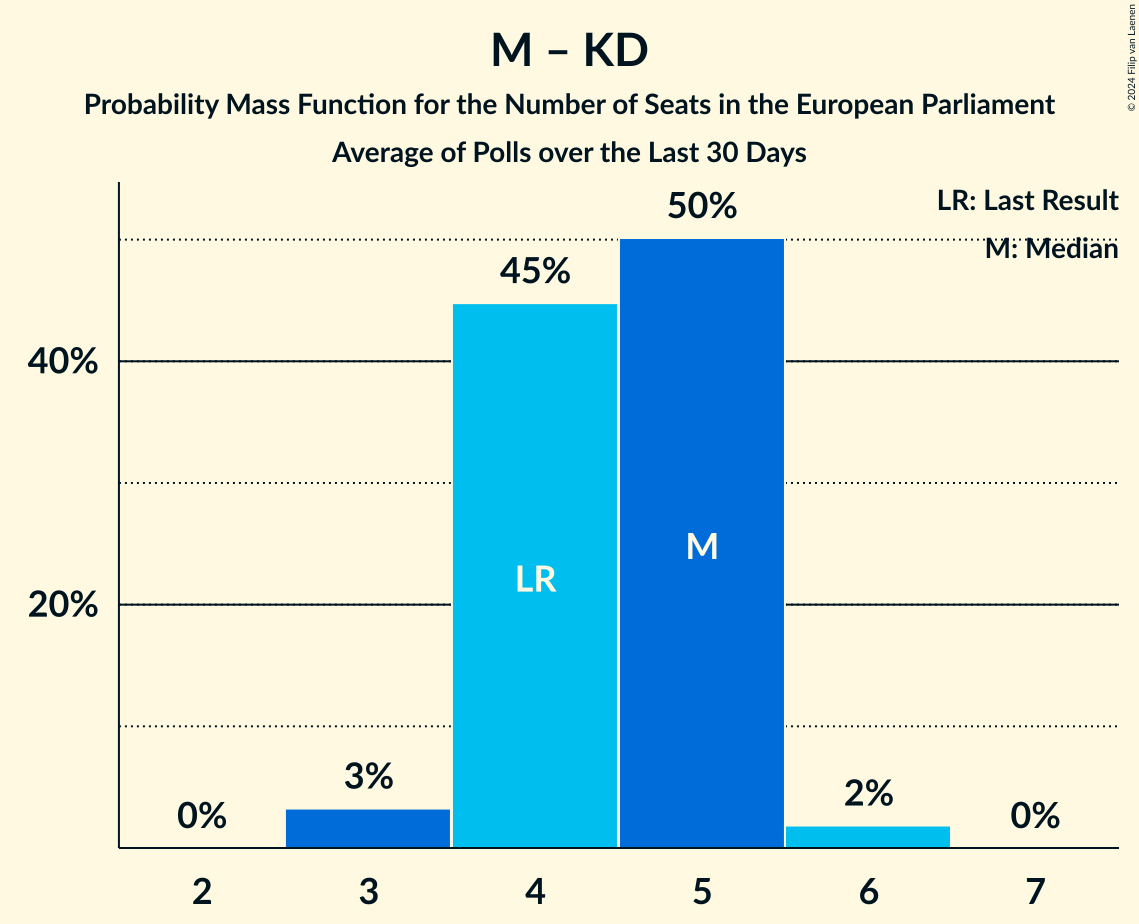 M – KD
Probability Mass Function for the Number of Seats in the European Parliament
Average of Polls over the Last 30 Days
© 2024 Filip van Laenen
LR: Last Result
M: Median
50%
45%
40%
M
LR
20%
3%
2%
0%
0%
2 3 4 5 6 7